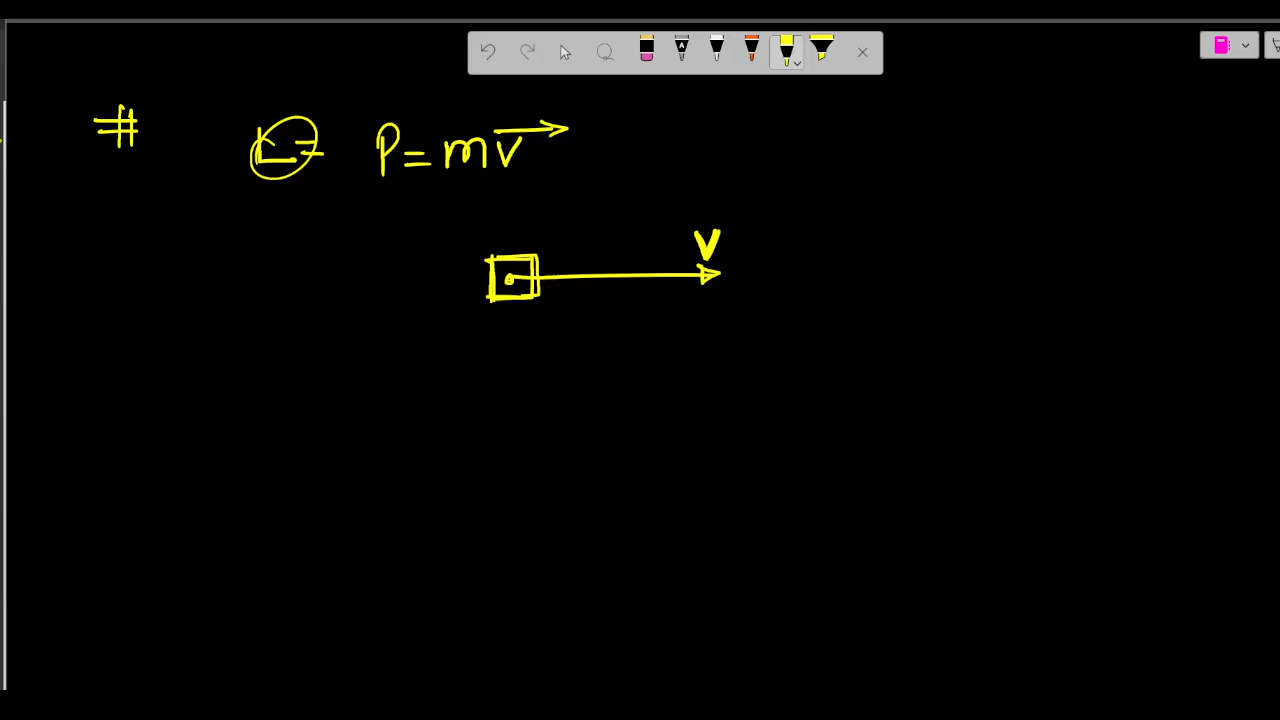 # L = P = mv
V